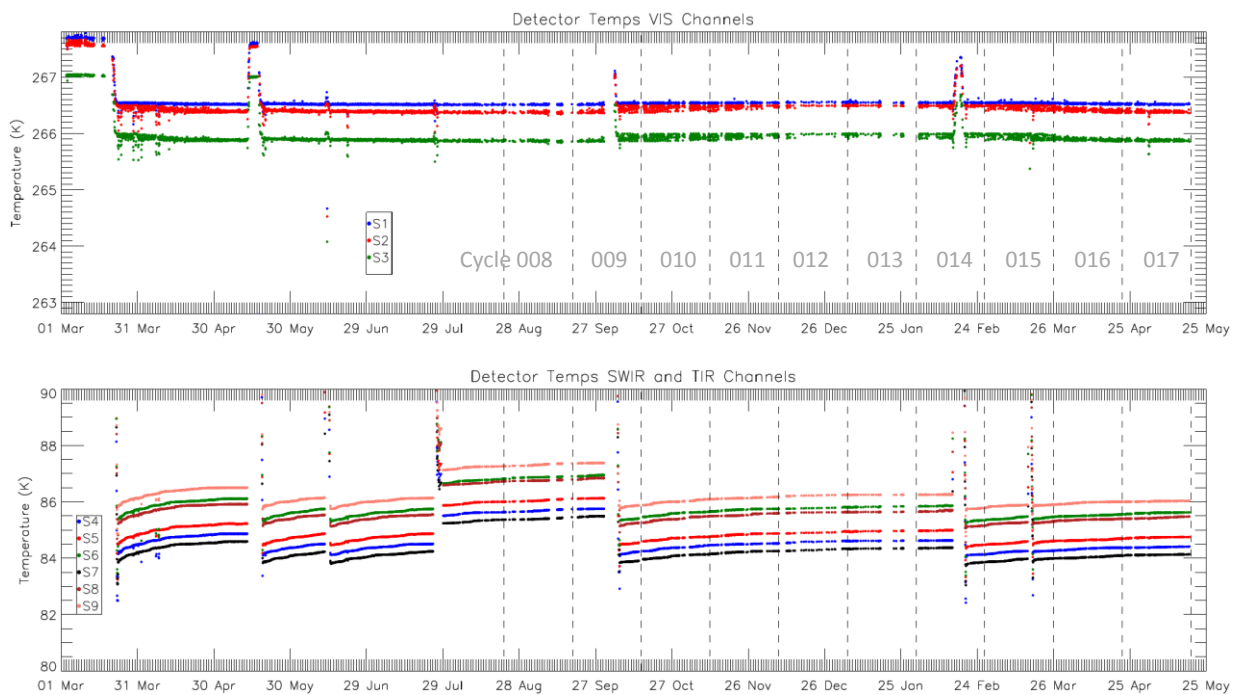 Detector Temps VIS Channels
Temperature (K)
267
266
265
264
263
S1
S2
S3
Cycle 008 009 010 011 012 013 014 015 016 017
01 Mar 31 Mar 30 Apr 30 May 29 Jun 29 Jul 28 Aug 27 Sep 27 Oct 26 Nov 26 Dec 25 Jan 24 Feb 26 Mar 25 Apr 25 May
Detector Temps SWIR and TIR Channels
Temperature (K)
90
88
86
84
82
80
S4
S5
S6
S7
S8
S9
01 Mar 31 Mar 30 Apr 30 May 29 Jun 29 Jul 28 Aug 27 Sep 27 Oct 26 Nov 26 Dec 25 Jan 24 Feb 26 Mar 25 Apr 25 May